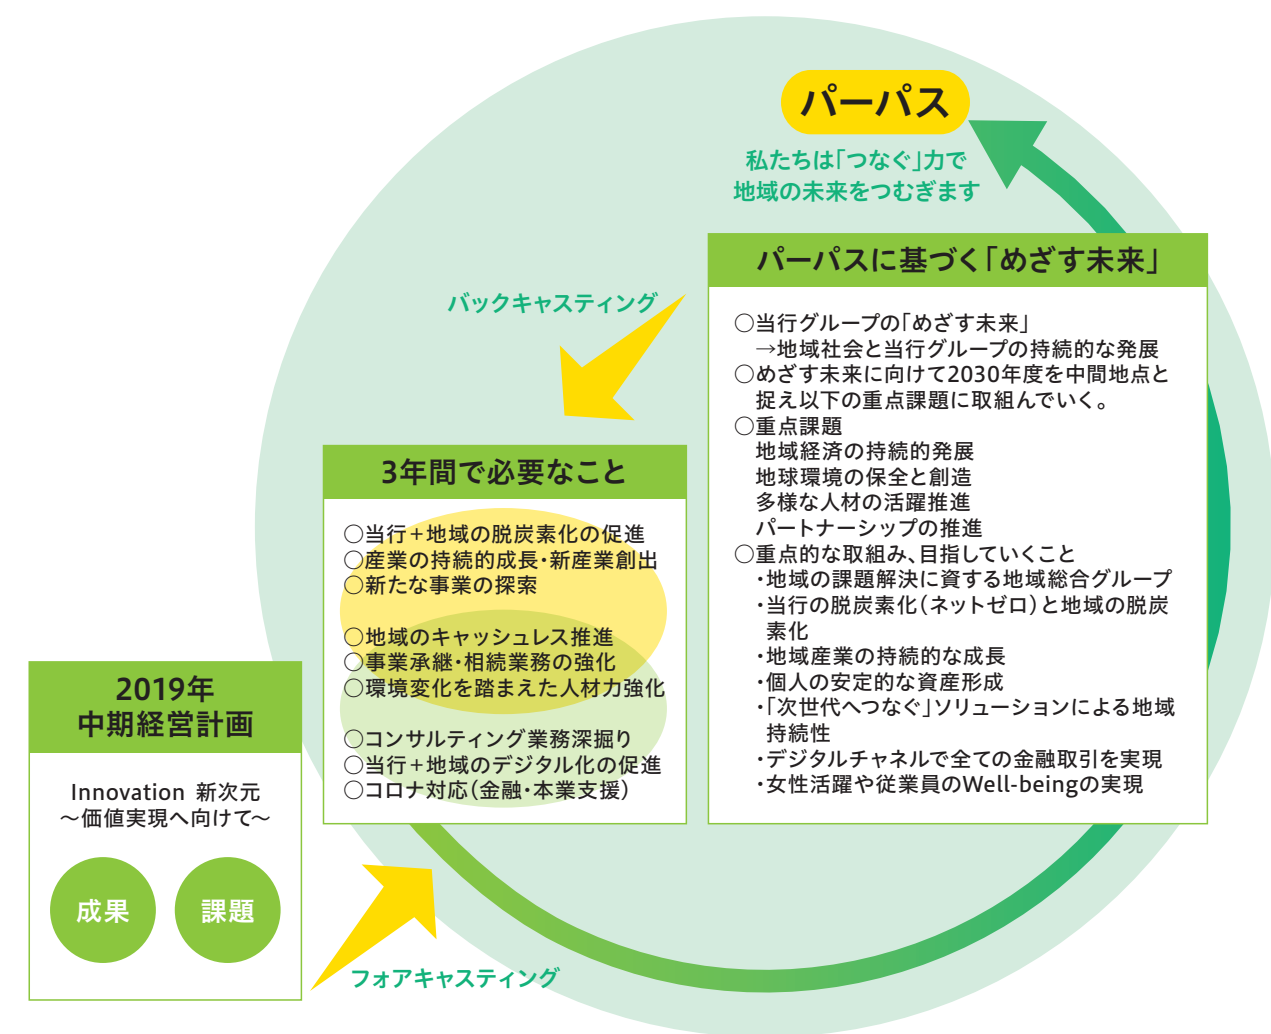 パーパス
私たちは「つなぐ」力で
地域の未来をつむぎます
パーパスに基づく「めざす未来」
○当行グループの「めざす未来」
→地域社会と当行グループの持続的な発展
○めざす未来に向けて2030年度を中間地点と
捉え以下の重点課題に取組んでいく。
○重点課題
地域経済の持続的発展
地球環境の保全と創造
多様な人材の活躍推進
パートナーシップの推進
○重点的な取組み、目指していくこと
・地域の課題解決に資する地域総合グループ
・当行の脱炭素化（ネットゼロ）と地域の脱炭
素化
・地域産業の持続的な成長
・個人の安定的な資産形成
・「次世代へつなぐ」ソリューションによる地域
持続性
・デジタルチャネルで全ての金融取引を実現
・女性活躍や従業員のWell-beingの実現
バックキャスティング
3年間で必要なこと
○当行＋地域の脱炭素化の促進
○産業の持続的成長・新産業創出
○新たな事業の探索
○地域のキャッシュレス推進
○事業承継・相続業務の強化
○環境変化を踏まえた人材力強化
○コンサルティング業務深掘り
○当行＋地域のデジタル化の促進
○コロナ対応（金融・本業支援）
2019年
中期経営計画
Innovation 新次元
～価値実現へ向けて～
成果
課題
フォアキャスティング